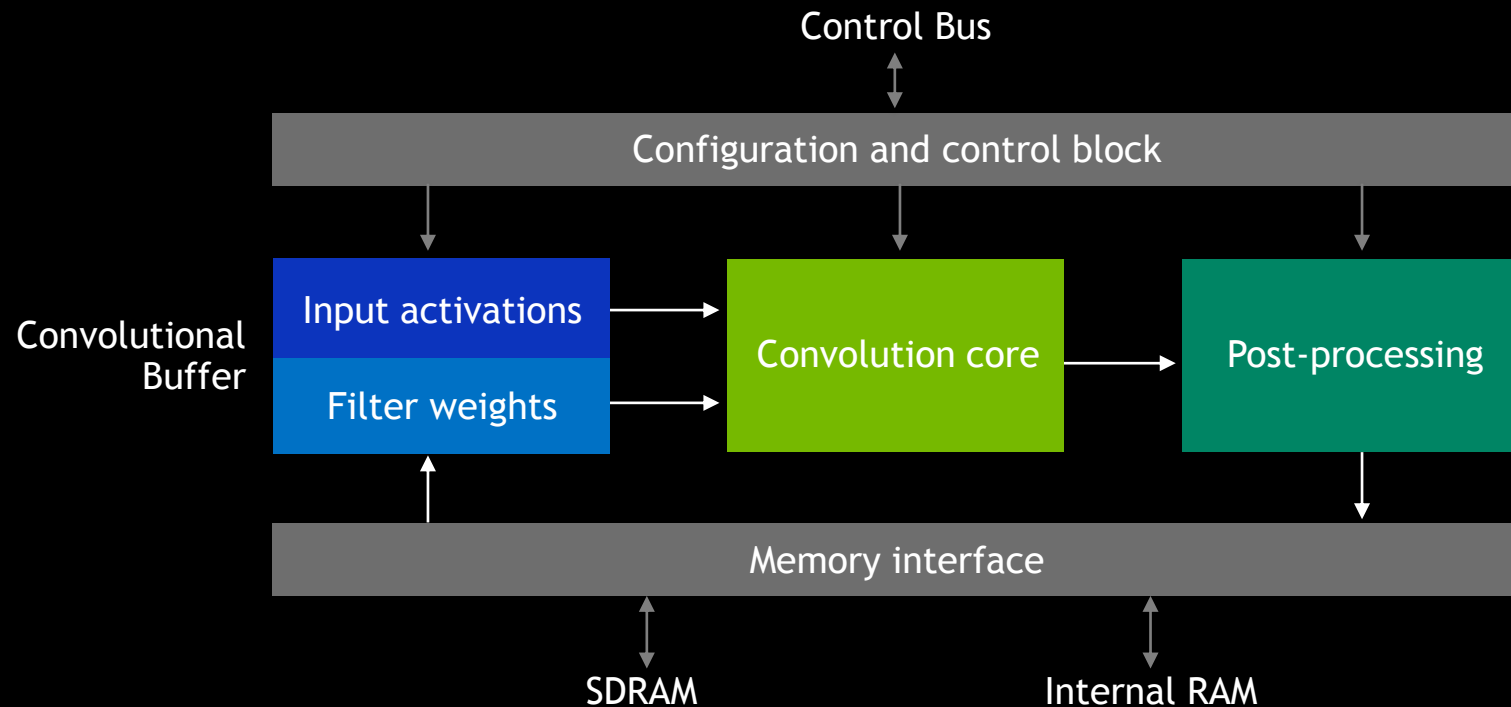 Control Bus
Configuration and control block
Convolutional
Buffer
Input activations
Filter weights
Convolution core
Post-processing
Memory interface
SDRAM
Internal RAM